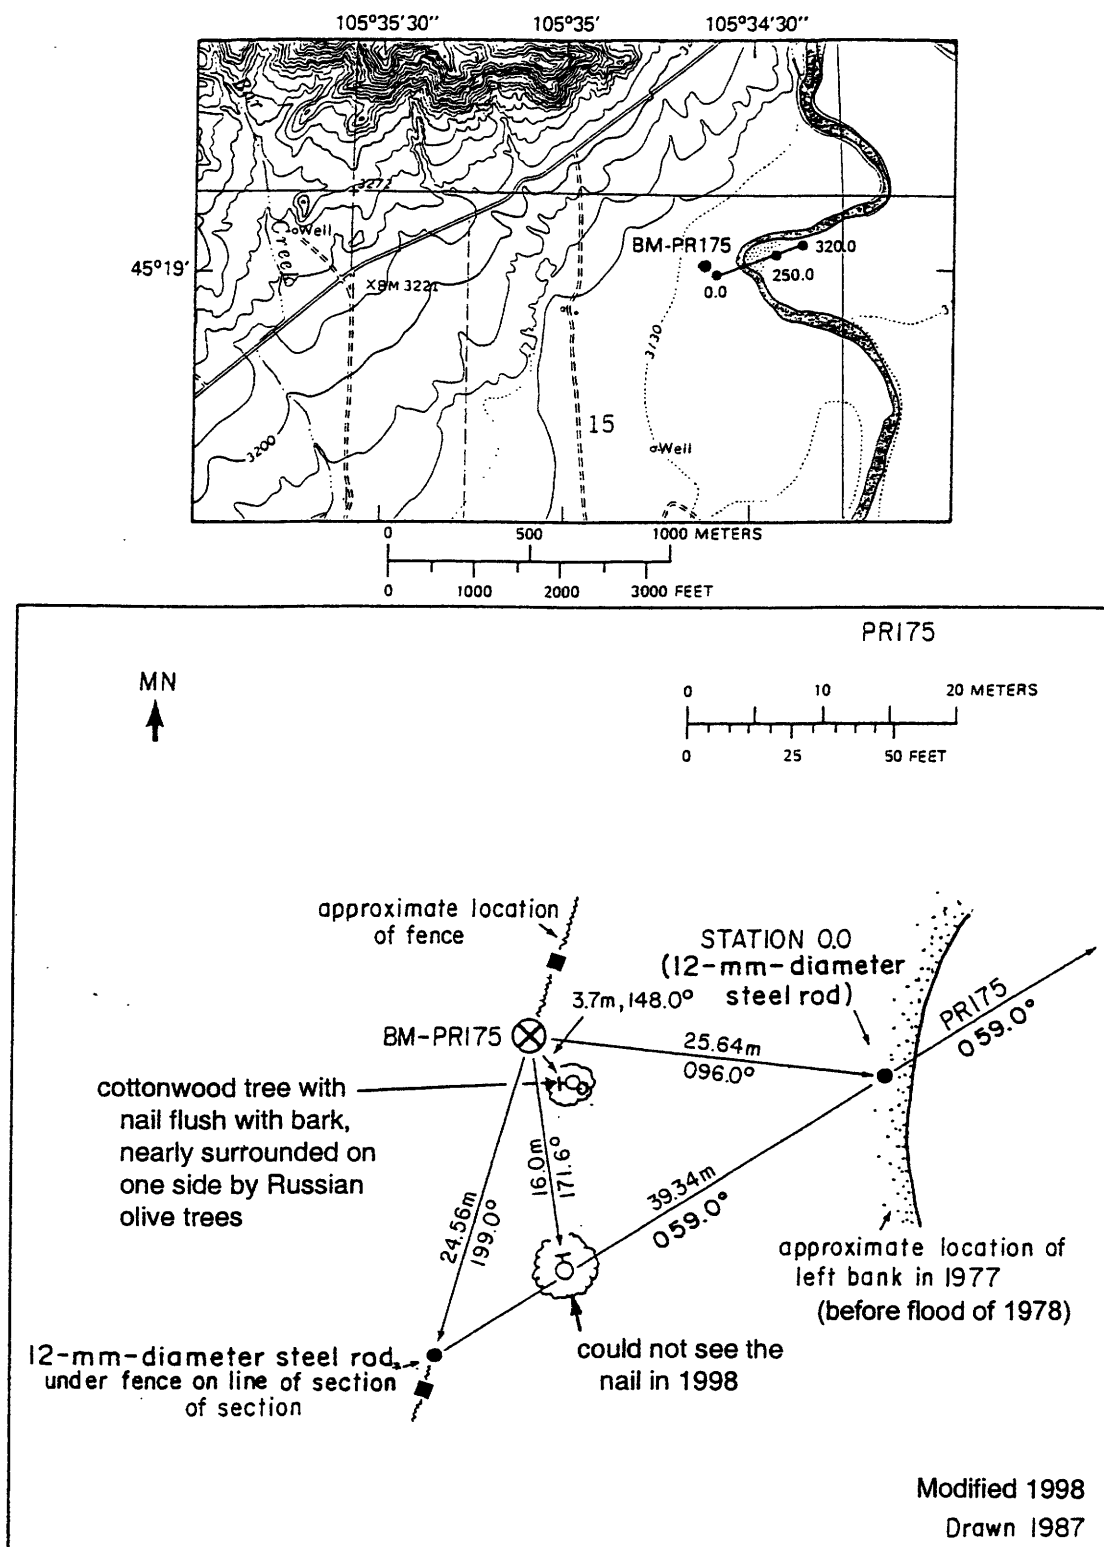 105°35'30'' 105°35' 105°34'30''
3272
Well
Creek
BM-PR175
320.0
45°19'
XBM 3221
250.0
0.0
3130
15
3200
Well
0 500 1000 METERS
0 1000 2000 3000 FEET
PR175
MN
0 10 20 METERS
0 25 50 FEET
approximate location
of fence
STATION 0.0
(12-mm-diameter
steel rod)
3.7m, 148.0°
PR175
059.0°
BM-PR175
25.64m
096.0°
cottonwood tree with
nail flush with bark,
nearly surrounded on
one side by Russian
olive trees
16.0m
171.6°
39.34m
059.0°
24.56m
199.0°
approximate location of
left bank in 1977
(before flood of 1978)
12-mm-diameter steel rod
under fence on line of section
of section
could not see the
nail in 1998
Modified 1998
Drawn 1987